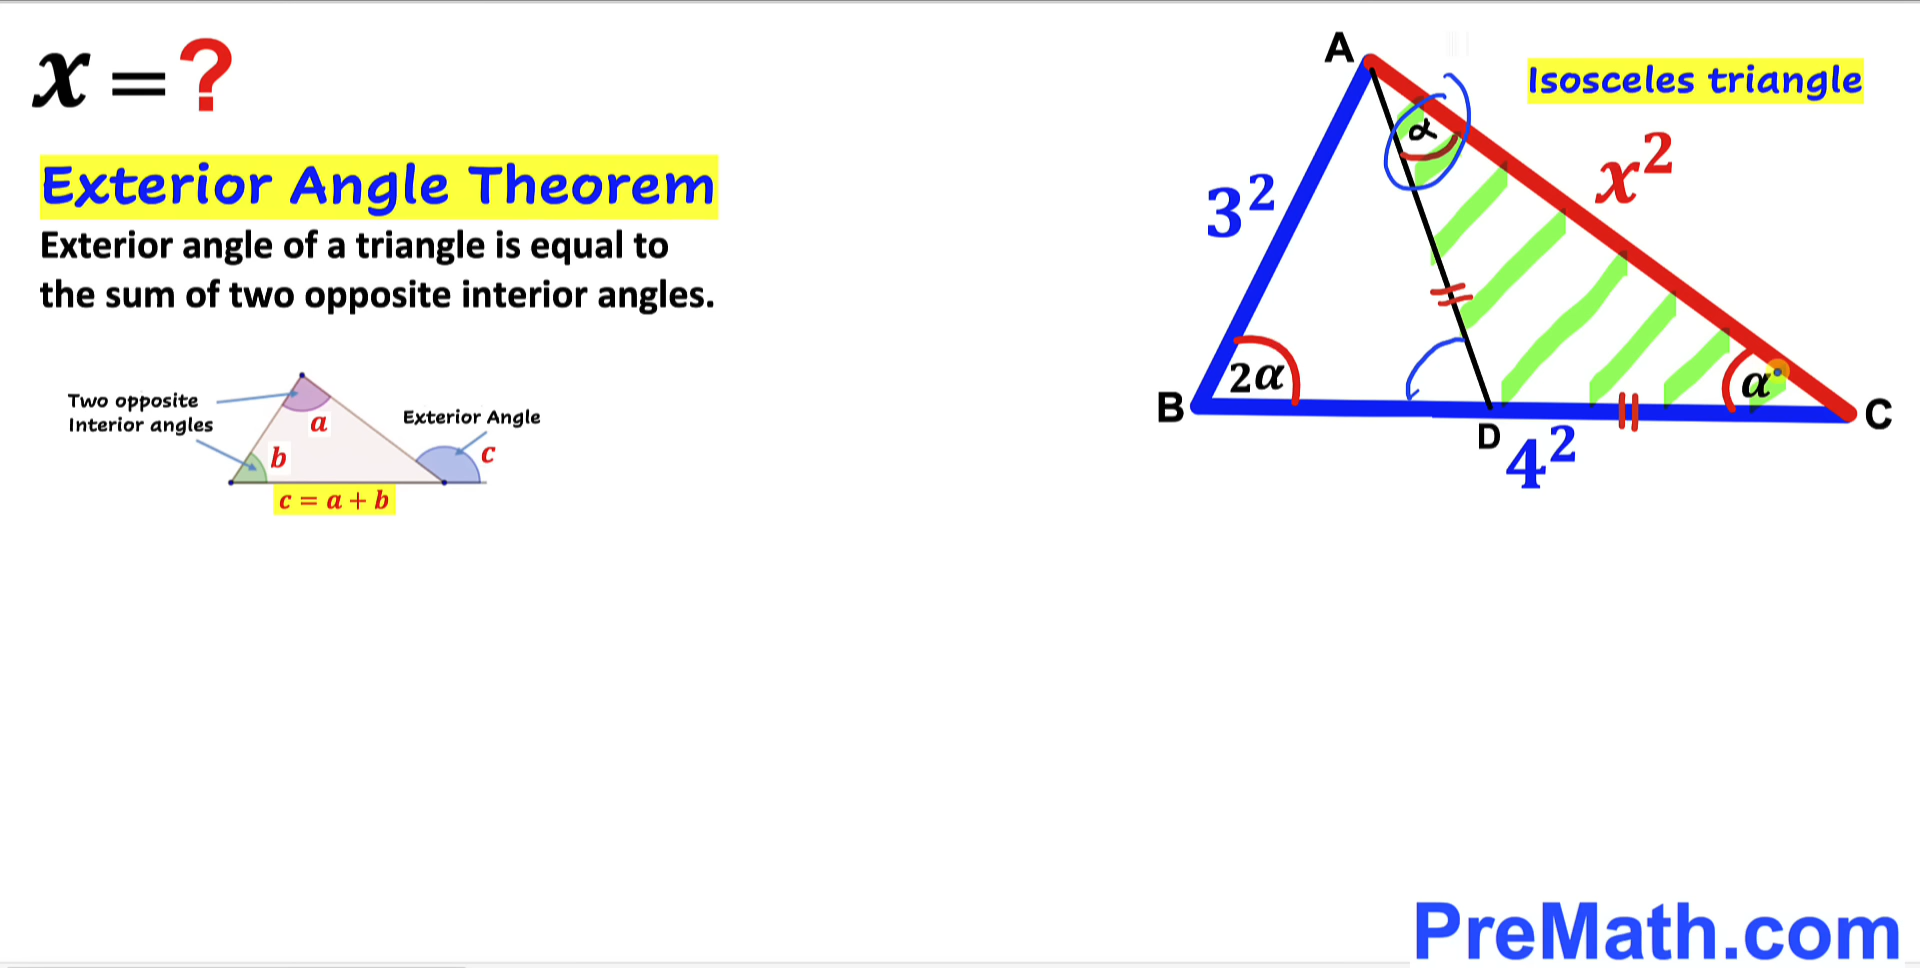 x = ?
Exterior Angle Theorem
Exterior angle of a triangle is equal to
the sum of two opposite interior angles.
Two opposite
Interior angles
a
b
Exterior Angle
c
c = a + b
A
Isosceles triangle
α
x²
3²
2α
α
B
D
C
4²
PreMath.com